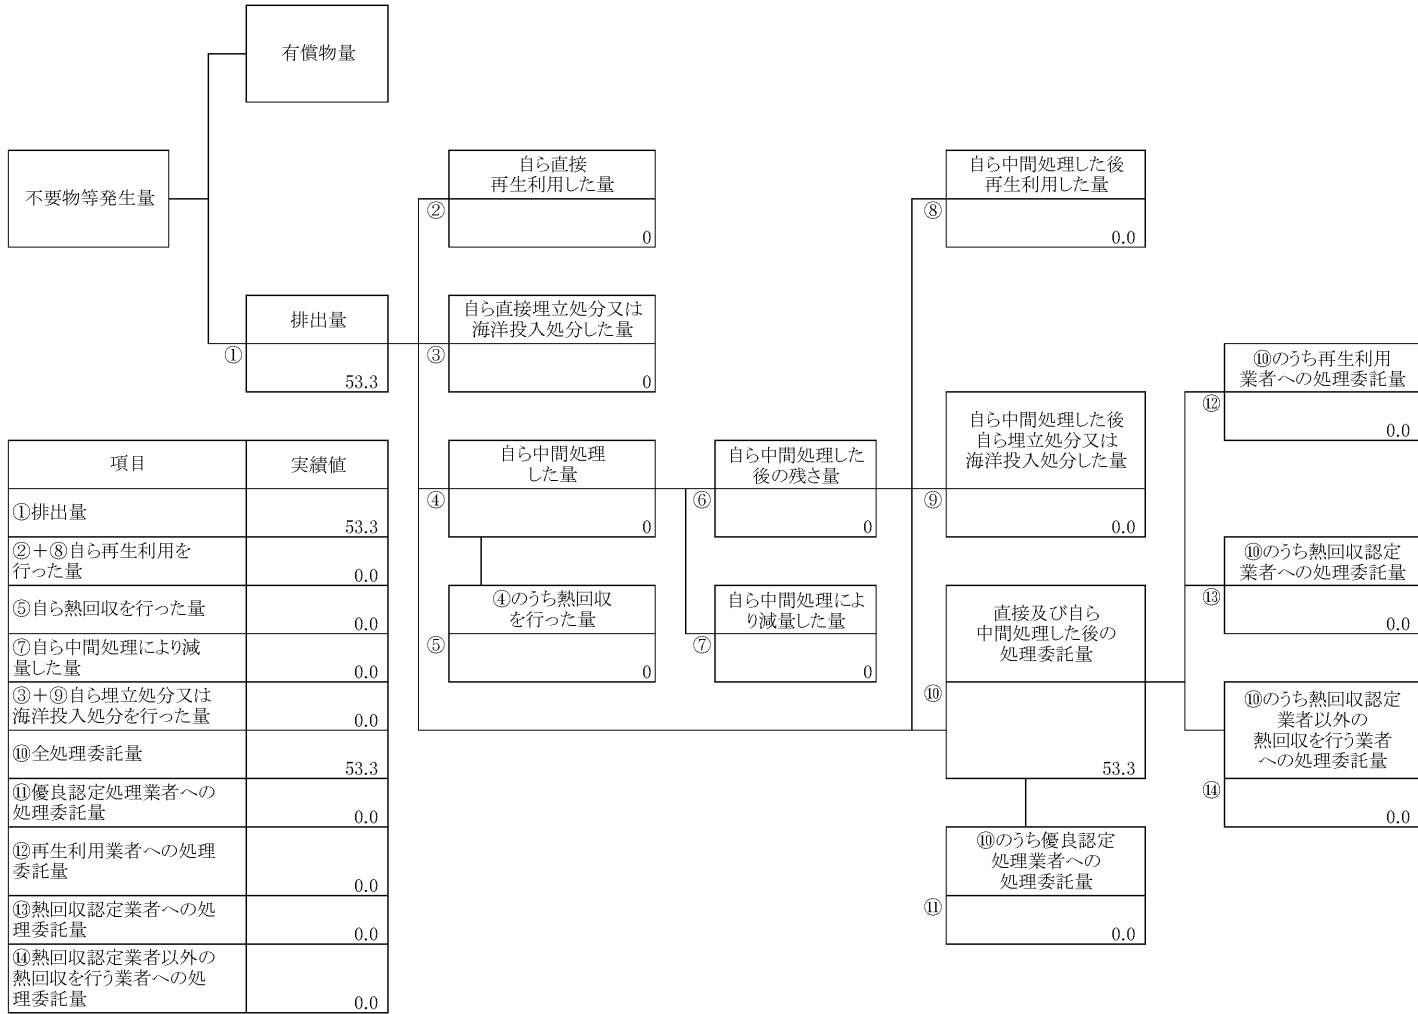 有償物量
不要物等発生量
自ら直接
再生利用した量
②
0
自ら中間処理した後
再生利用した量
⑧
0.0
排出量
①
53.3
自ら直接埋立処分又は
海洋投入処分した量
③
0
⑩のうち再生利用
業者への処理委託量
⑫
0.0
自ら中間処理
した量
④
0
自ら中間処理した
後の残さ量
⑥
0
自ら中間処理した後
自ら埋立処分又は
海洋投入処分した量
⑨
0.0
⑩のうち熱回収認定
業者への処理委託量
⑬
0.0
④のうち熱回収
を行った量
⑤
0
自ら中間処理によ
り減量した量
⑦
0
直接及び自ら
中間処理した後の
処理委託量
⑩
53.3
⑩のうち熱回収認定
業者以外の
熱回収を行う業者
への処理委託量
⑭
0.0
⑩のうち優良認定
処理業者への
処理委託量
⑪
0.0
項目 実績値
①排出量
53.3
②+⑧自ら再生利用を
行った量 0.0
⑤自ら熱回収を行った量
0.0
⑦自ら中間処理により減
量した量 0.0
③+⑨自ら埋立処分又は
海洋投入処分を行った量 0.0
⑩全処理委託量
53.3
⑪優良認定処理業者への
処理委託量 0.0
⑫再生利用業者への処理
委託量
0.0
⑬熱回収認定業者への処
理委託量 0.0
⑭熱回収認定業者以外の
熱回収を行う業者への処
理委託量 0.0